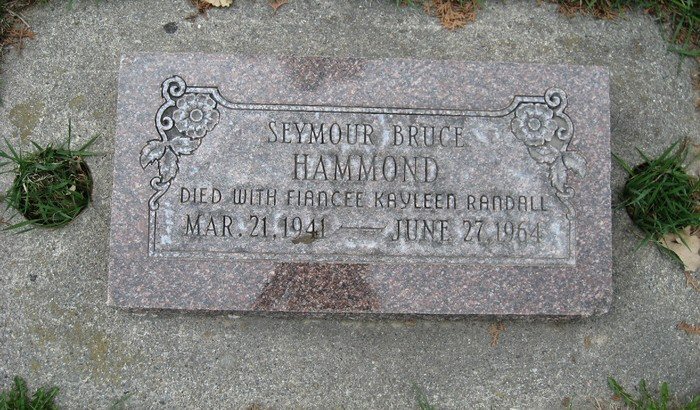 SEYMOUR BRUCE
HAMMOND
DIED WITH FIANCEE KAYLEEN RANDALL
MAR. 21, 1941 — JUNE 27, 1964